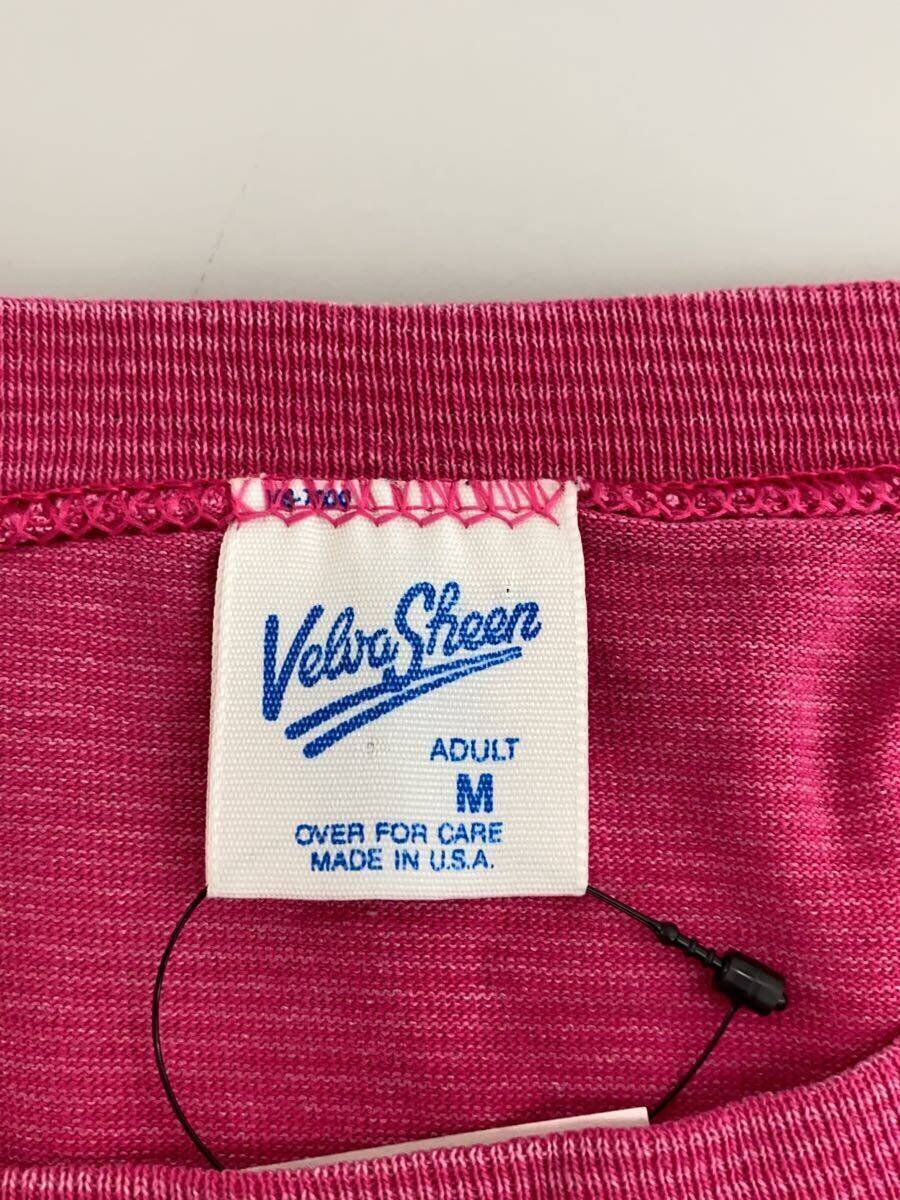 Velva Sheen
ADULT
M
OVER FOR CARE
MADE IN U.S.A.